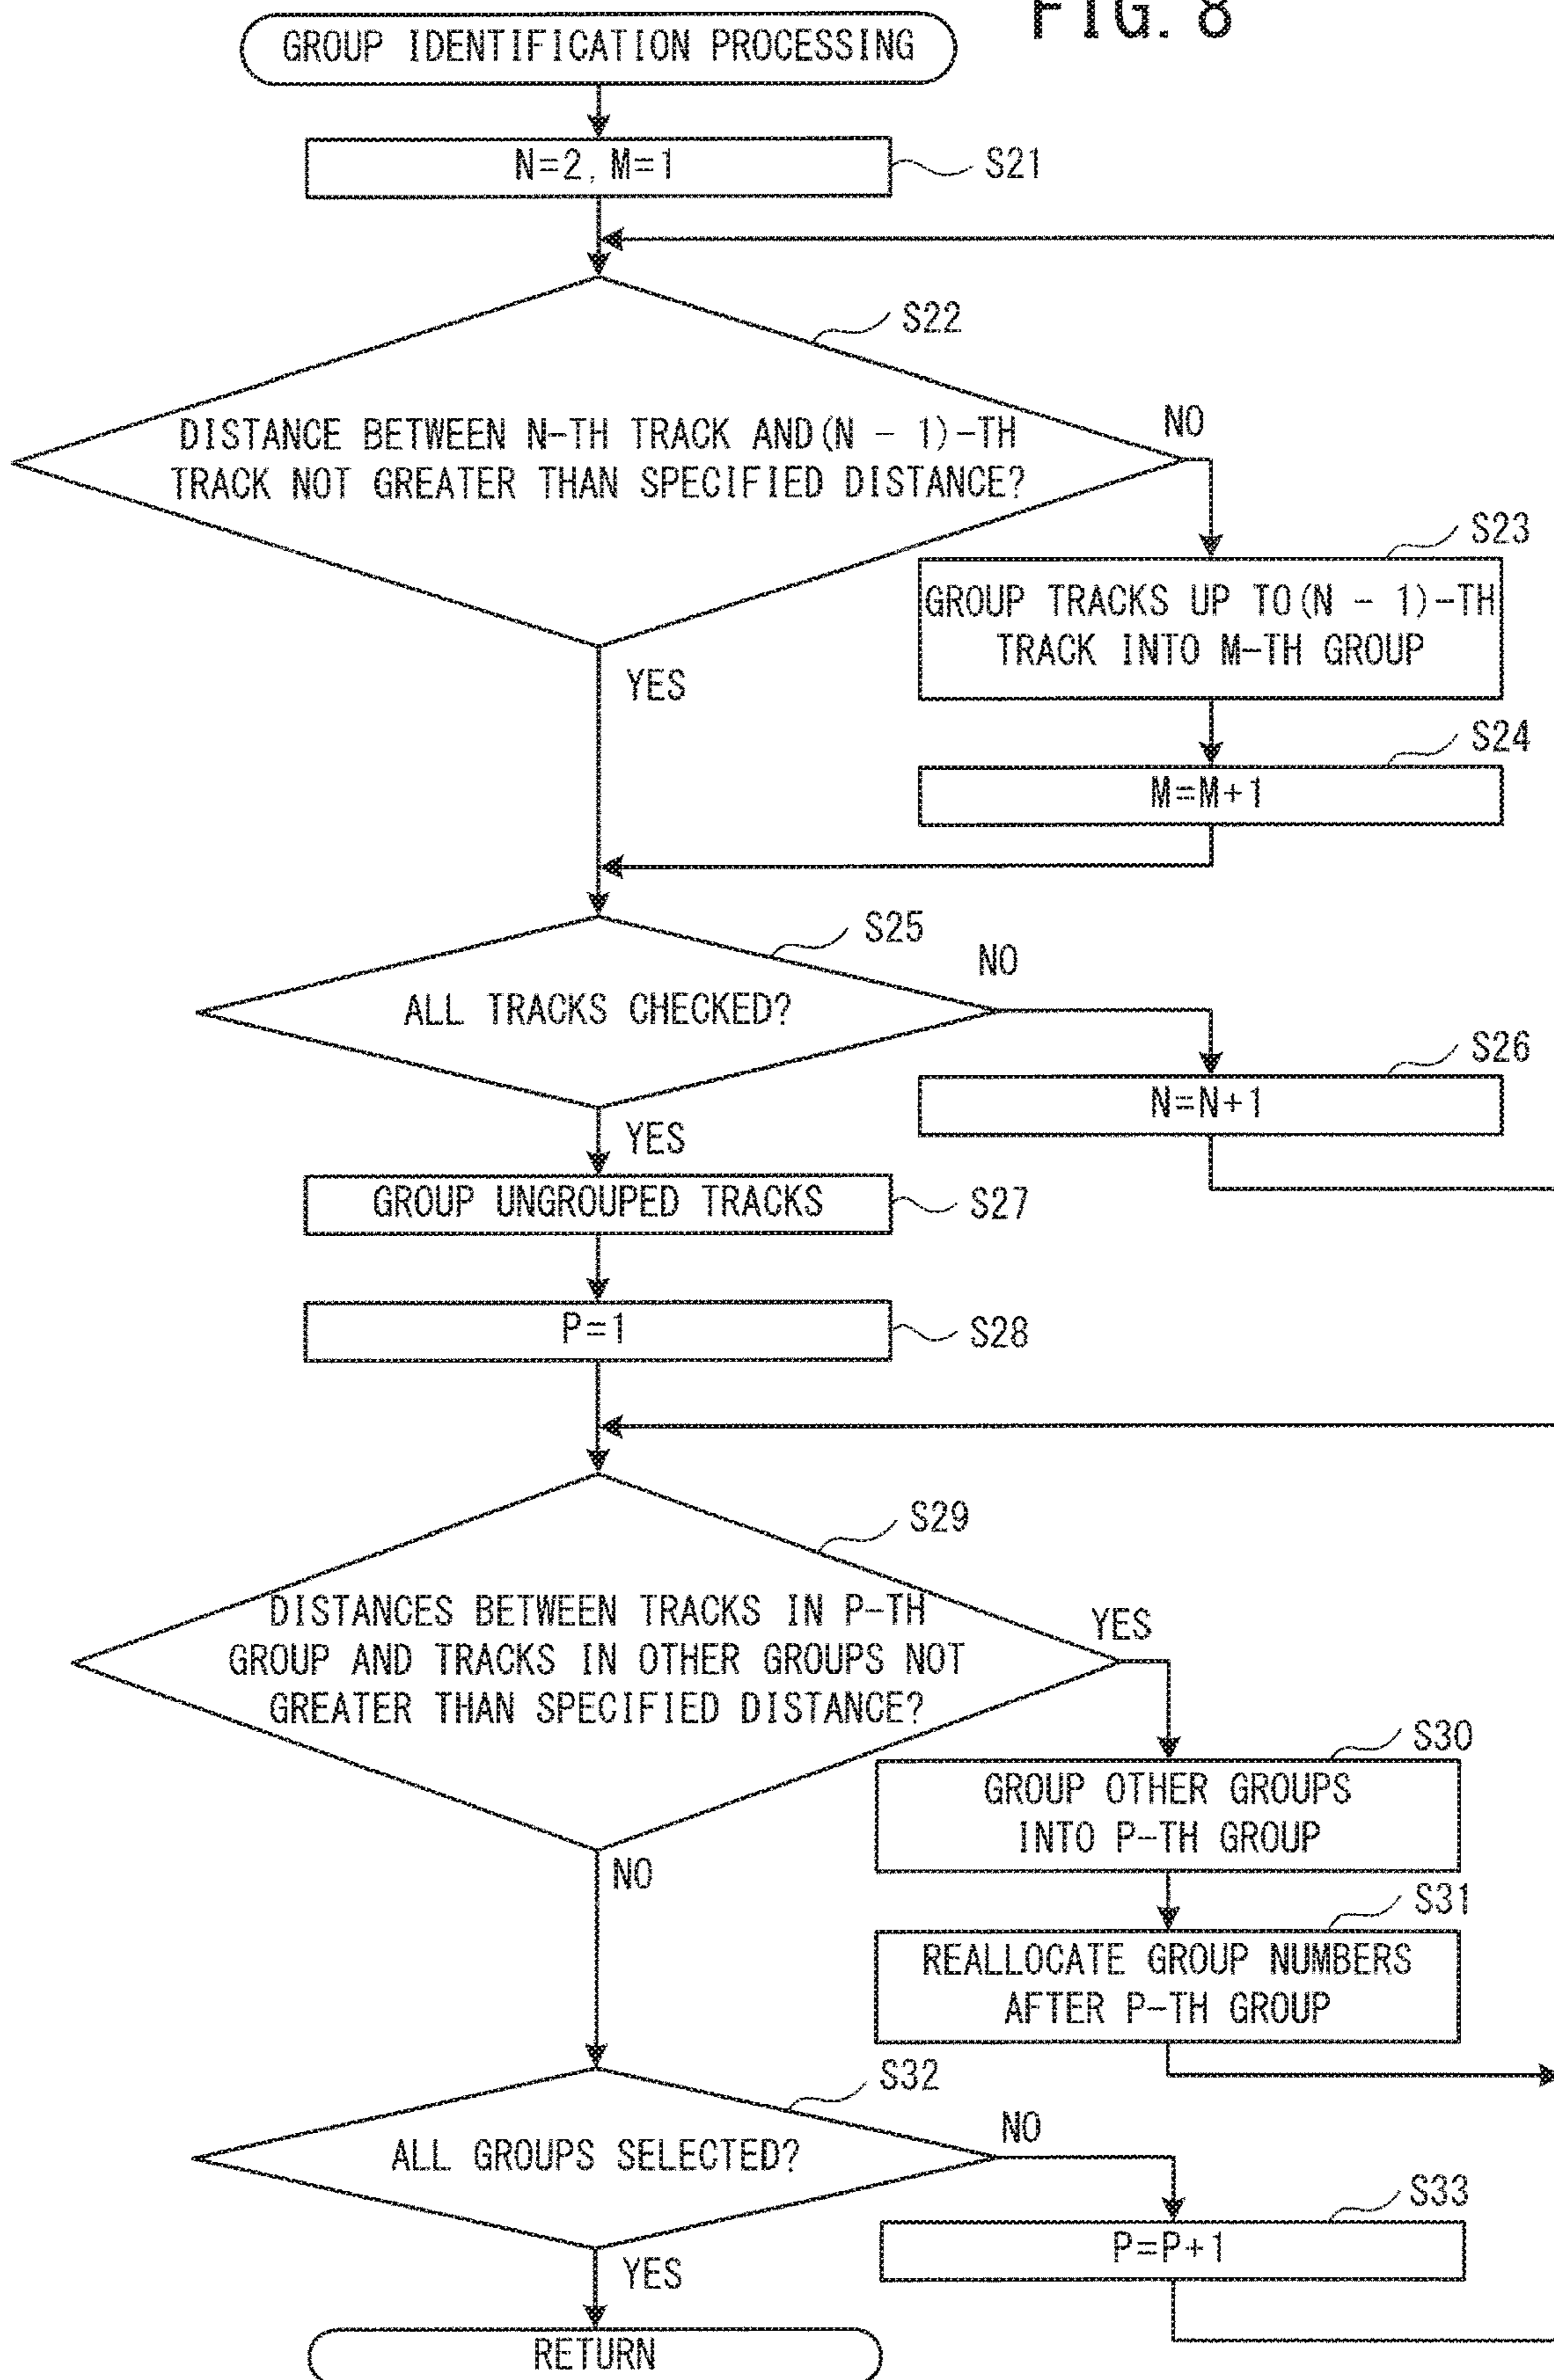 FIG. 8
GROUP IDENTIFICATION PROCESSING
N=2, M=1
S21
S22
DISTANCE BETWEEN N-TH TRACK AND(N - 1)-TH
TRACK NOT GREATER THAN SPECIFIED DISTANCE?
NO
S23
GROUP TRACKS UP TO(N - 1)-TH
TRACK INTO M-TH GROUP
YES
S24
M=M+1
S25
ALL TRACKS CHECKED?
NO
S26
N=N+1
YES
GROUP UNGROUPED TRACKS
S27
P=1
S28
S29
DISTANCES BETWEEN TRACKS IN P-TH
GROUP AND TRACKS IN OTHER GROUPS NOT
GREATER THAN SPECIFIED DISTANCE?
YES
S30
GROUP OTHER GROUPS
INTO P-TH GROUP
NO
S31
REALLOCATE GROUP NUMBERS
AFTER P-TH GROUP
S32
ALL GROUPS SELECTED?
NO
S33
P=P+1
YES
RETURN